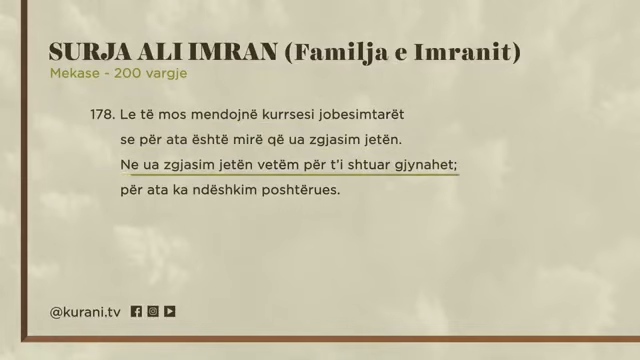 SURJA ALI IMRAN (Familja e Imranit)
Mekase - 200 vargje
178. Le të mos mendojnë kurrsesi jobesimtarët
se për ata është mirë që ua zgjasim jetën.
Ne ua zgjasim jetën vetëm për t'i shtuar gjynahet;
për ata ka ndëshkim poshtërues.
@kurani.tv